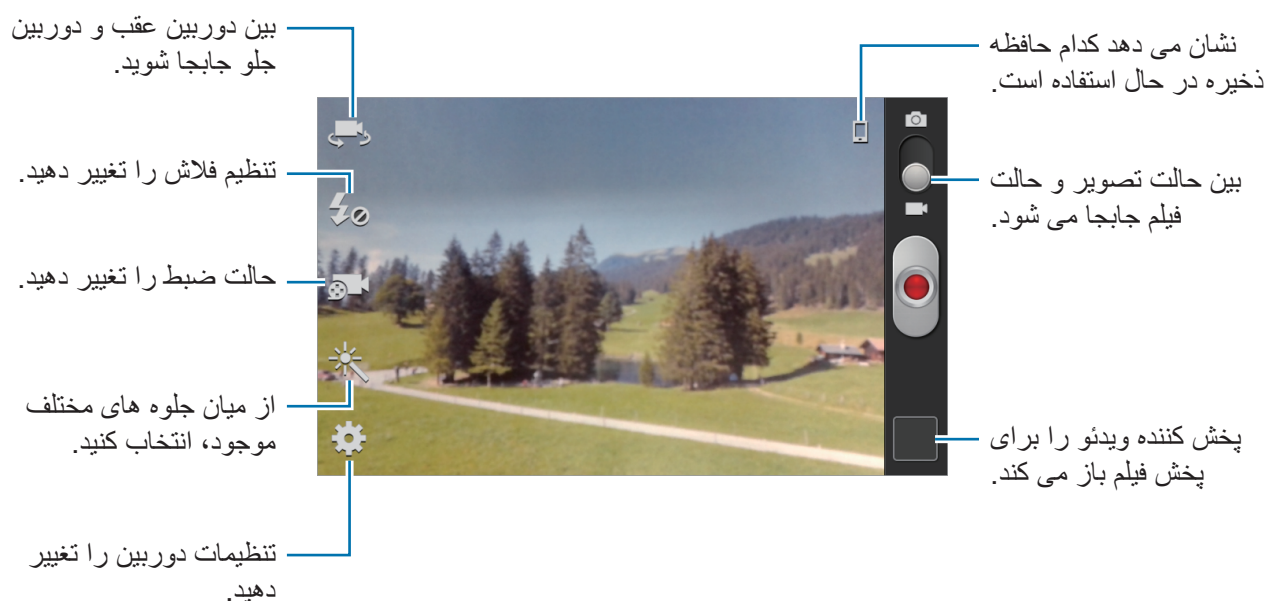 نشان می دهد کدام حافظه
ذخیره در حال استفاده است.
بین حالت تصویر و حالت
فیلم جابجا می شود.
پخش کننده ویدئو را برای
پخش فیلم باز می کند.
بین دوربین عقب و دوربین
جلو جابجا شوید.
تنظیم فلاش را تغییر دهید.
حالت ضبط را تغییر دهید.
از میان جلوه های مختلف
موجود، انتخاب کنید.
تنظیمات دوربین را تغییر
دهید.